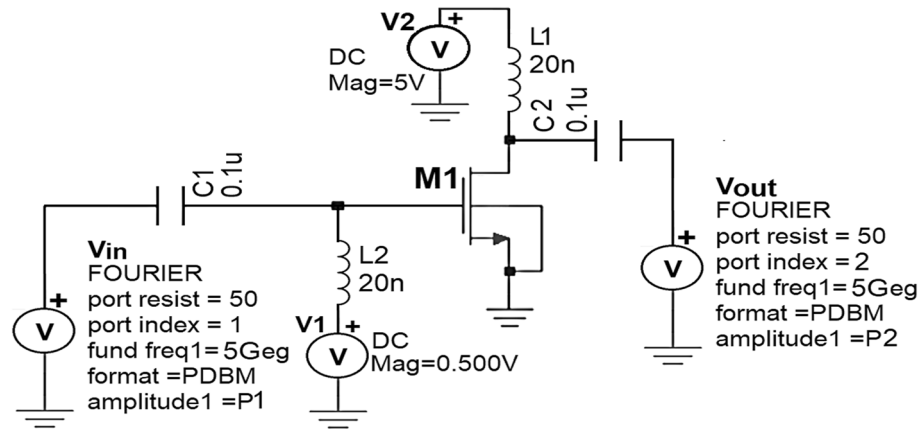 V2
+
V
DC
Mag=5V
L1
20n
C2
0.1u
C1
0.1u
M1
Vin
FOURIER
port resist = 50
port index = 1
fund freq1=5Geg
format =PDBM
amplitude1 =P1
+
V
L2
20n
V1
+
V
DC
Mag=0.500V
Vout
FOURIER
port resist = 50
port index = 2
fund freq1=5Geg
format =PDBM
amplitude1 =P2
+
V